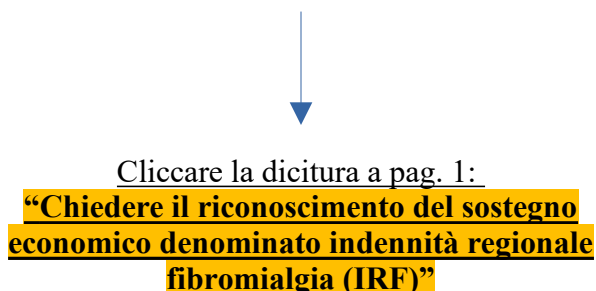 Cliccare la dicitura a pag. 1:
“Chiedere il riconoscimento del sostegno
economico denominato indennità regionale
fibromialgia (IRF)”